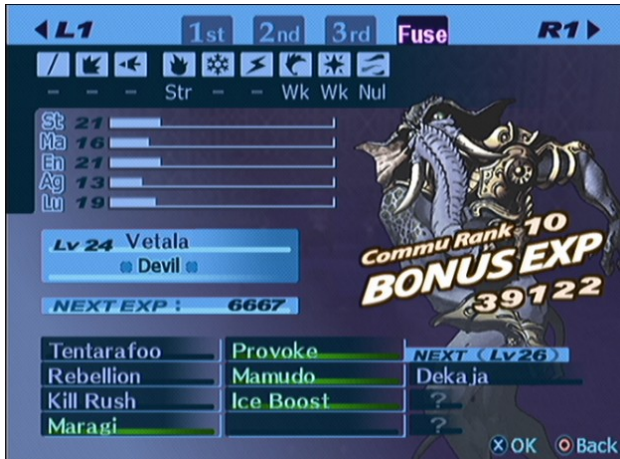 L1 1st 2nd 3rd Fuse R1
- - - Str - - Wk Wk Nul
St 21
Ma 16
En 21
Ag 13
Lu 19
Lv 24 Vetala
Devil
NEXT EXP : 6667
Commu Rank 10
BONUS EXP
39122
Tentarafoo Provoke NEXT (Lv26)
Rebellion Mamudo Dekaja
Kill Rush Ice Boost ?
Maragi ?
OK Back